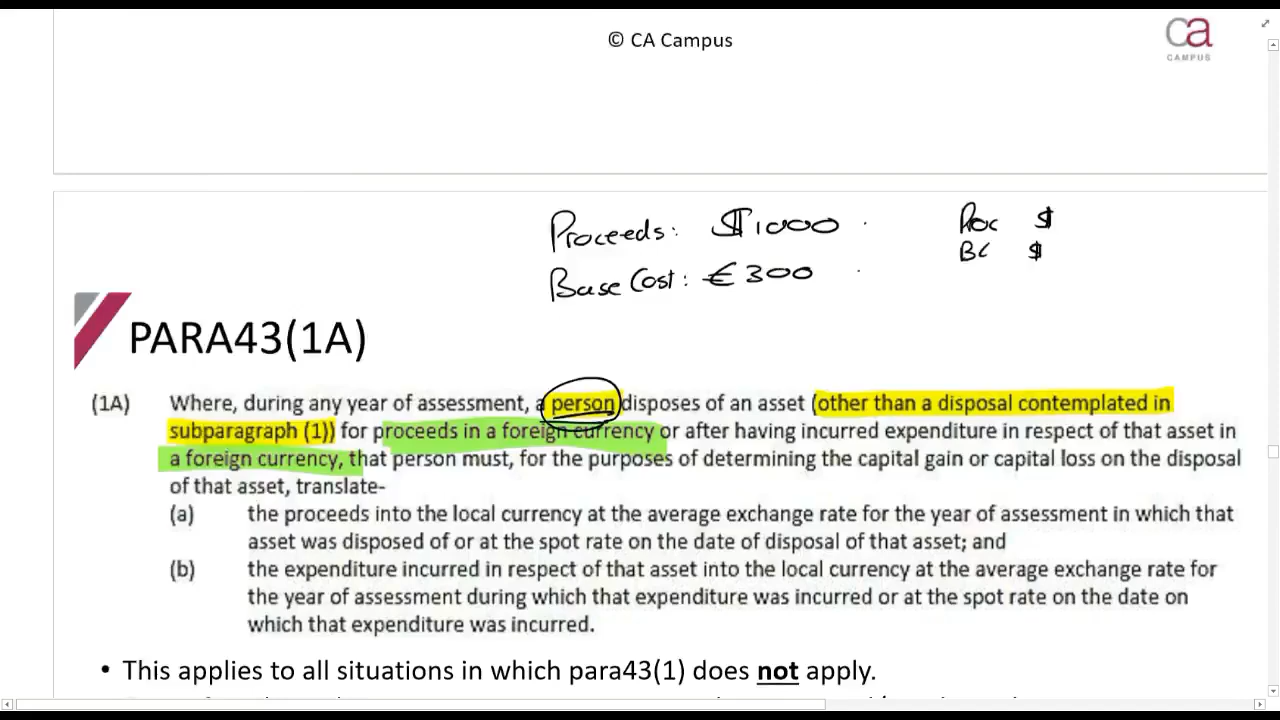 © CA Campus
ca
CAMPUS
Proceeds: $1000
Base Cost: €300
Proc $
BC $
PARA43(1A)
(1A) Where, during any year of assessment, a person disposes of an asset (other than a disposal contemplated in
subparagraph (1)) for proceeds in a foreign currency or after having incurred expenditure in respect of that asset in
a foreign currency, that person must, for the purposes of determining the capital gain or capital loss on the disposal
of that asset, translate-
(a) the proceeds into the local currency at the average exchange rate for the year of assessment in which that
asset was disposed of or at the spot rate on the date of disposal of that asset; and
(b) the expenditure incurred in respect of that asset into the local currency at the average exchange rate for
the year of assessment during which that expenditure was incurred or at the spot rate on the date on
which that expenditure was incurred.
• This applies to all situations in which para43(1) does not apply.